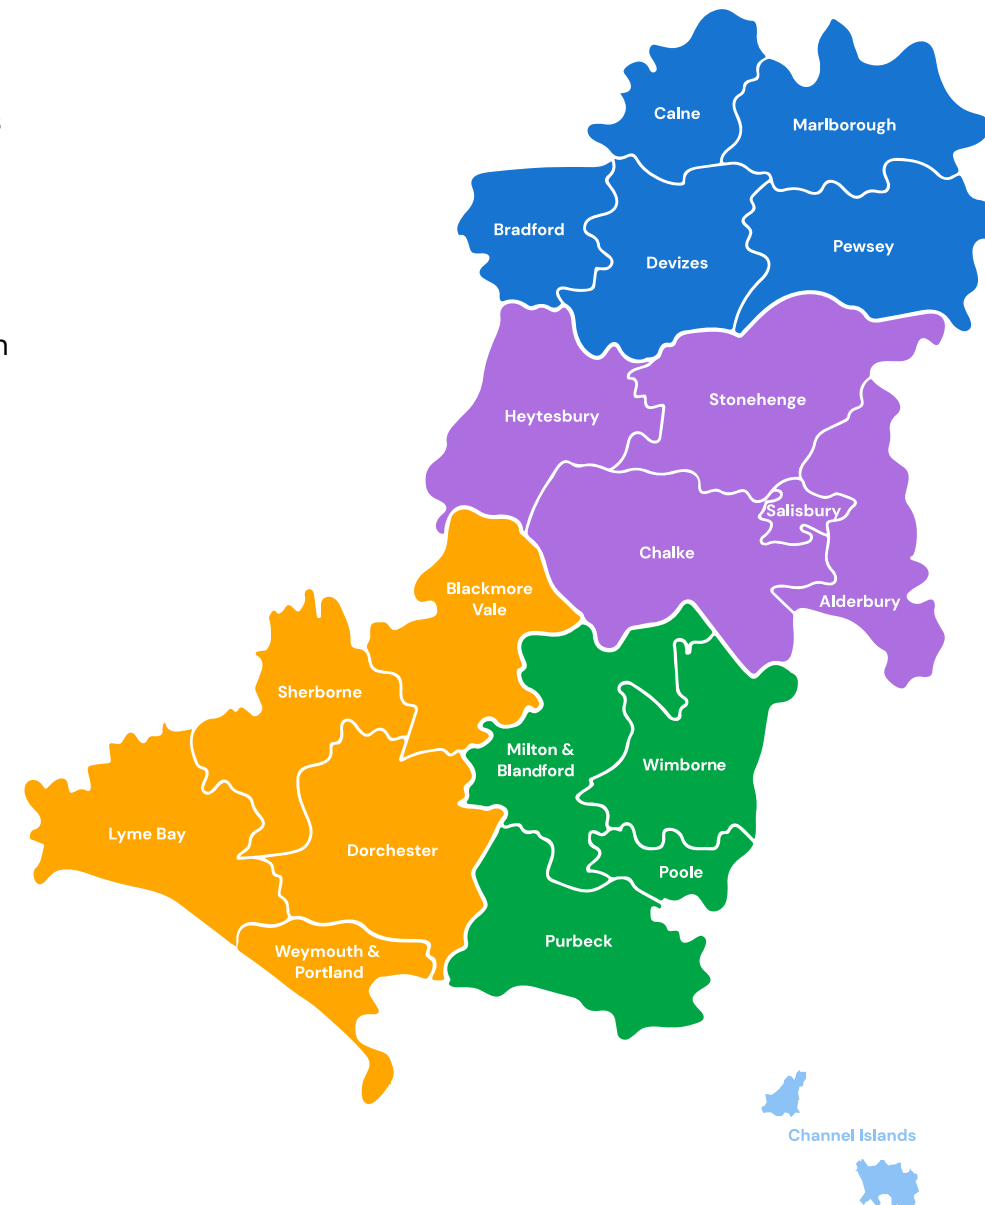 s
Calne
Marlborough
Bradford
Pewsey
Devizes
n
Stonehenge
Heytesbury
Salisbury
Chalke
Blackmore
Vale
Alderbury
Sherborne
Milton &
Blandford
Wimborne
Lyme Bay
Dorchester
Poole
Purbeck
Weymouth &
Portland
Channel Islands